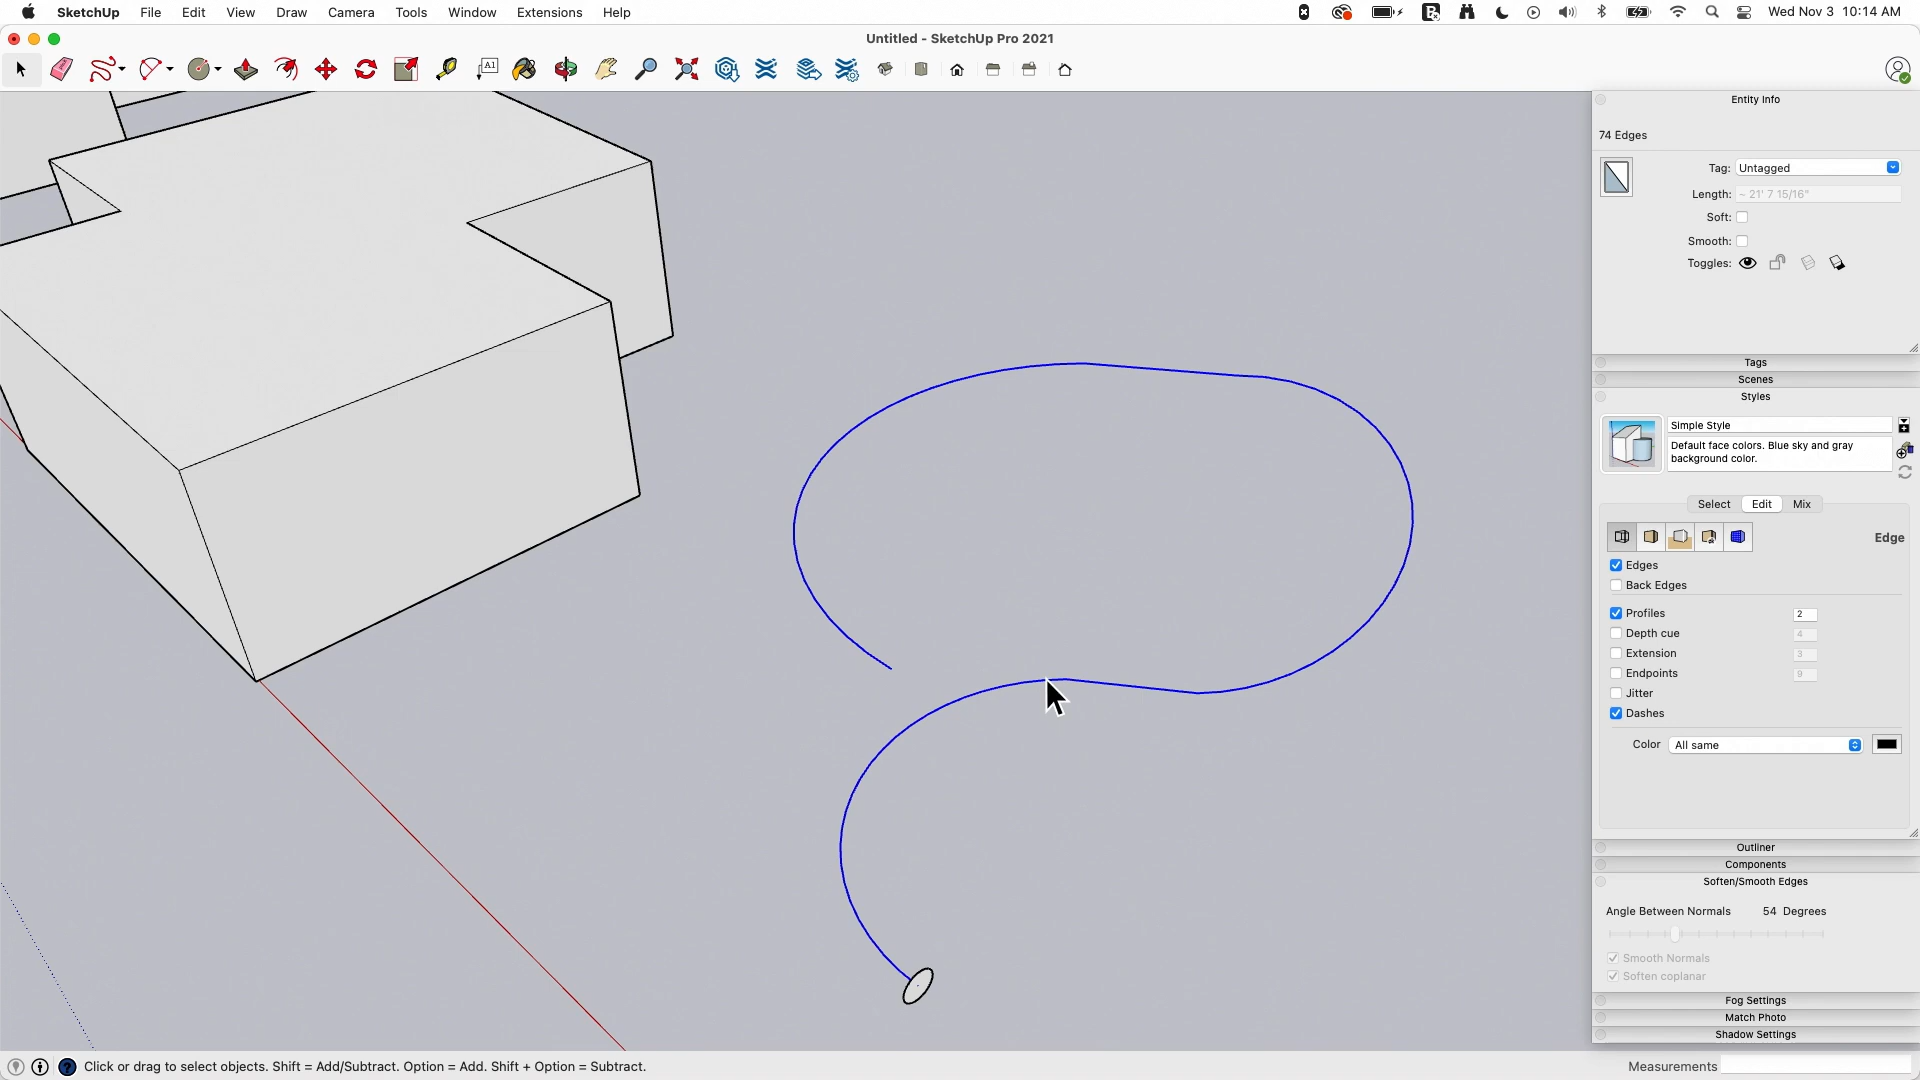 SketchUp File Edit View Draw Camera Tools Window Extensions Help Wed Nov 3 10:14 AM
Untitled - SketchUp Pro 2021
A1
Entity Info
74 Edges
Tag: Untagged
Length: ~ 21' 7 15/16"
Soft:
Smooth:
Toggles:
Tags
Scenes
Styles
Simple Style
Default face colors. Blue sky and gray
background color.
Select Edit Mix
Edge
Edges
Back Edges
Profiles 2
Depth cue 4
Extension 3
Endpoints 9
Jitter
Dashes
Color All same
Outliner
Components
Soften/Smooth Edges
Angle Between Normals 54 Degrees
Smooth Normals
Soften coplanar
Fog Settings
Match Photo
Shadow Settings
Click or drag to select objects. Shift = Add/Subtract. Option = Add. Shift + Option = Subtract. Measurements